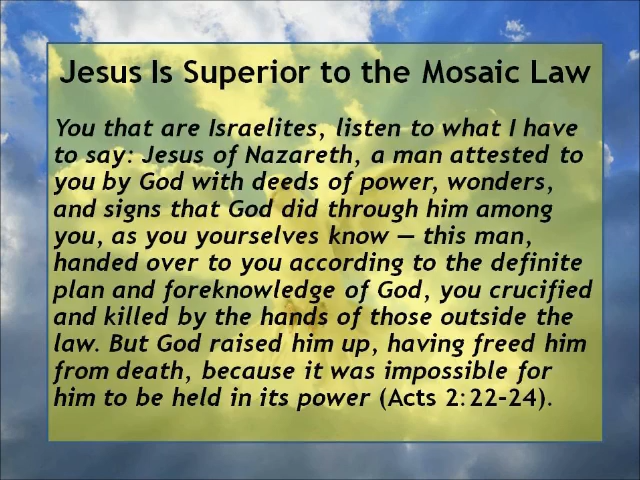 Jesus Is Superior to the Mosaic Law
You that are Israelites, listen to what I have
to say: Jesus of Nazareth, a man attested to
you by God with deeds of power, wonders,
and signs that God did through him among
you, as you yourselves know — this man,
handed over to you according to the definite
plan and foreknowledge of God, you crucified
and killed by the hands of those outside the
law. But God raised him up, having freed him
from death, because it was impossible for
him to be held in its power (Acts 2:22-24).